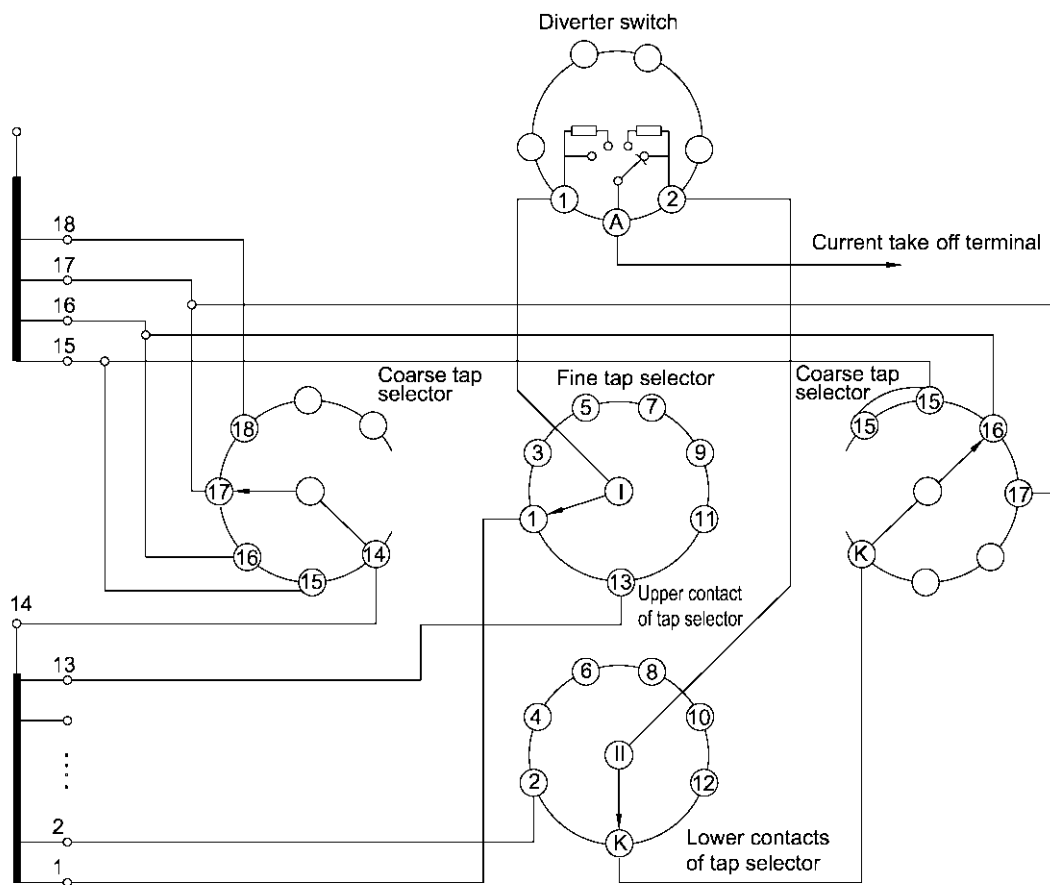 Diverter switch
1
2
A
Current take off terminal
18
17
16
15
Coarse tap
selector
Fine tap selector
Coarse tap
selector
18
17
16
15
14
5
7
3
9
I
1
11
13
15
15
16
17
K
Upper contact
of tap selector
14
13
6
8
4
10
II
2
12
K
Lower contacts
of tap selector
2
1